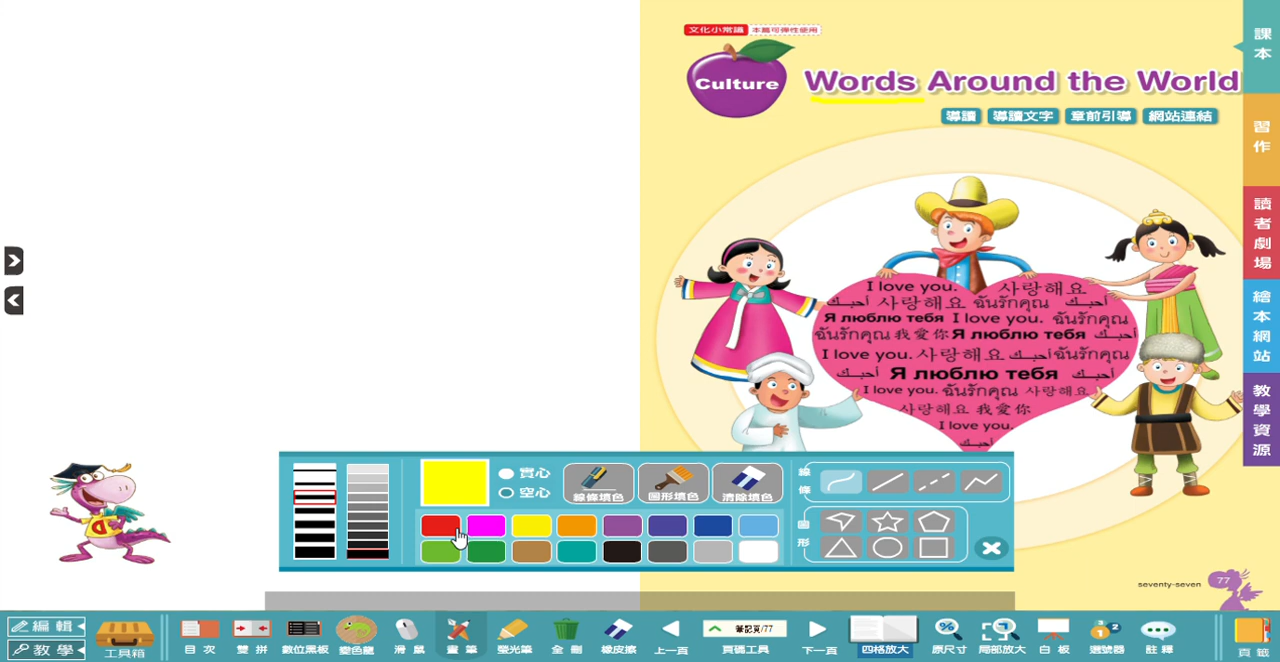 文化小常識 本篇可彈性使用
Culture
Words Around the World
導讀 導讀文字 章前引導 網站連結
I love you. 사랑해요
أحبك 사랑해요 ฉันรักคุณ أحبك
Я люблю тебя I love you. ฉันรักคุณ
ฉันรักคุณ 我愛你 Я люблю тебя أحبك
I love you. 사랑해요 أحبك ฉันรักคุณ
أحبك Я люблю тебя أحبك
I love you. ฉันรักคุณ 사랑해요
사랑해요 我愛你
I love you.
أحبك
課本
習作
讀者劇場
繪本網站
教學資源
實心
空心
線條填色 圖形填色 清除填色
線條
圖形
seventy-seven 77
編輯
教學
工具箱 目次 雙拼 數位黑板 變色龍 滑鼠 畫筆 螢光筆 全刪 橡皮擦 上一頁 筆記頁/77 頁碼工具 下一頁 四格放大 原尺寸 局部放大 白板 選號器 註釋 頁籤